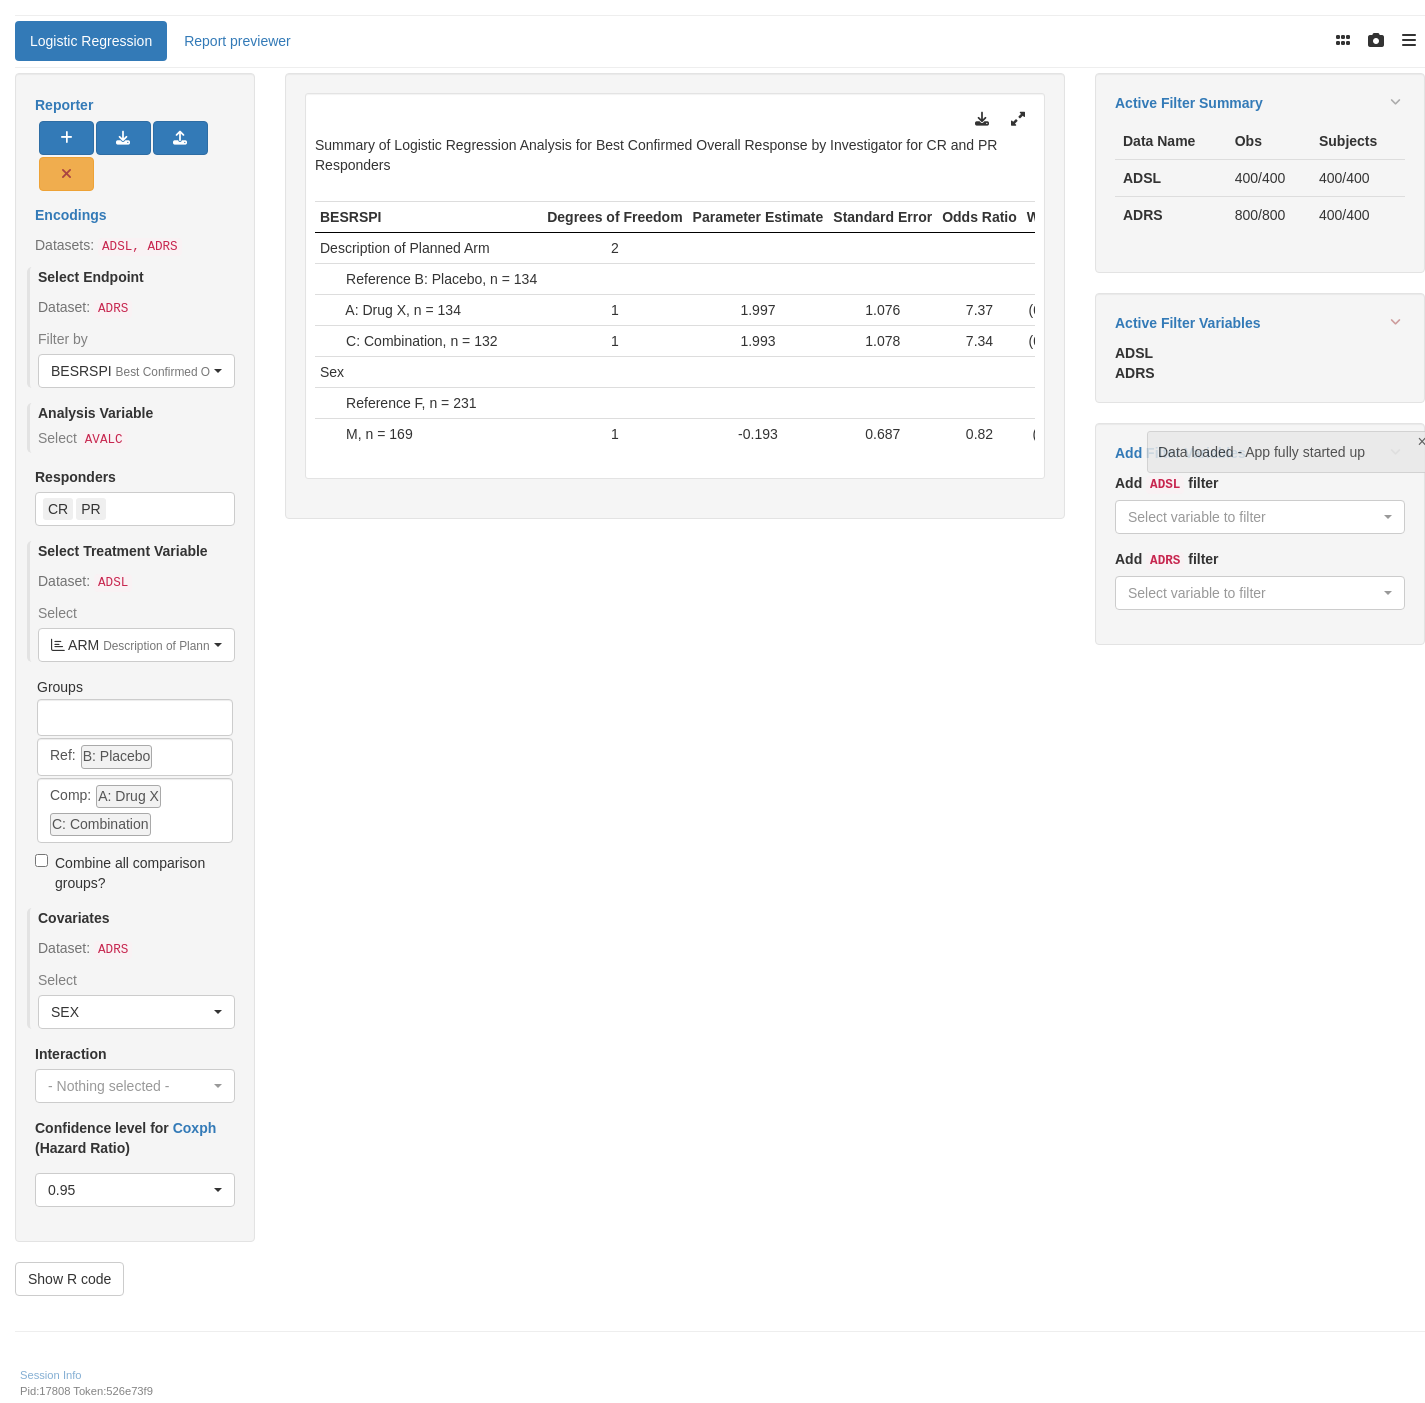 Logistic Regression
Report previewer
Reporter
Encodings
Datasets: ADSL, ADRS
Select Endpoint
Dataset: ADRS
Filter by
BESRSPI Best Confirmed O
Analysis Variable
Select AVALC
Responders
CR PR
Select Treatment Variable
Dataset: ADSL
Select
ARM Description of Plann
Groups
Ref: B: Placebo
Comp: A: Drug X
C: Combination
Combine all comparison
groups?
Covariates
Dataset: ADRS
Select
SEX
Interaction
- Nothing selected -
Confidence level for Coxph
(Hazard Ratio)
0.95
Show R code
Summary of Logistic Regression Analysis for Best Confirmed Overall Response by Investigator for CR and PR
Responders
BESRSPI Degrees of Freedom Parameter Estimate Standard Error Odds Ratio
Description of Planned Arm 2
Reference B: Placebo, n = 134
A: Drug X, n = 134 1 1.997 1.076 7.37
C: Combination, n = 132 1 1.993 1.078 7.34
Sex
Reference F, n = 231
M, n = 169 1 -0.193 0.687 0.82
Active Filter Summary
Data Name Obs Subjects
ADSL 400/400 400/400
ADRS 800/800 400/400
Active Filter Variables
ADSL
ADRS
Add
Data loaded - App fully started up
Add ADSL filter
Select variable to filter
Add ADRS filter
Select variable to filter
Session Info
Pid:17808 Token:526e73f9